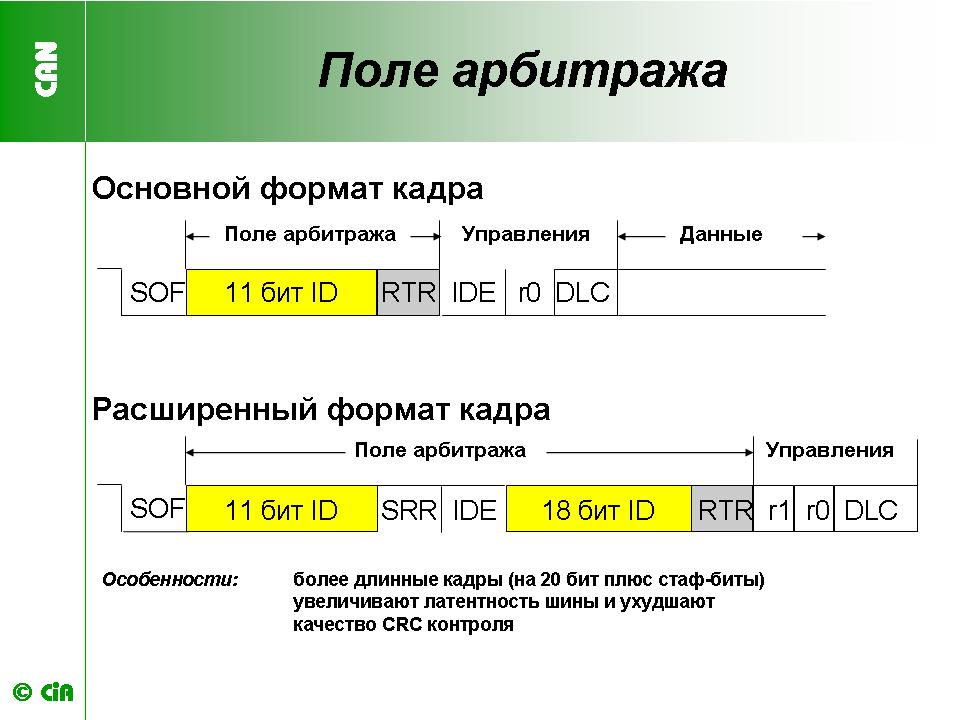 CAN
Поле арбитража
Основной формат кадра
Поле арбитража Управления Данные
SOF 11 бит ID RTR IDE r0 DLC
Расширенный формат кадра
Поле арбитража Управления
SOF 11 бит ID SRR IDE 18 бит ID RTR r1 r0 DLC
Особенности: более длинные кадры (на 20 бит плюс стаф-биты)
увеличивают латентность шины и ухудшают
качество CRC контроля
© CiA